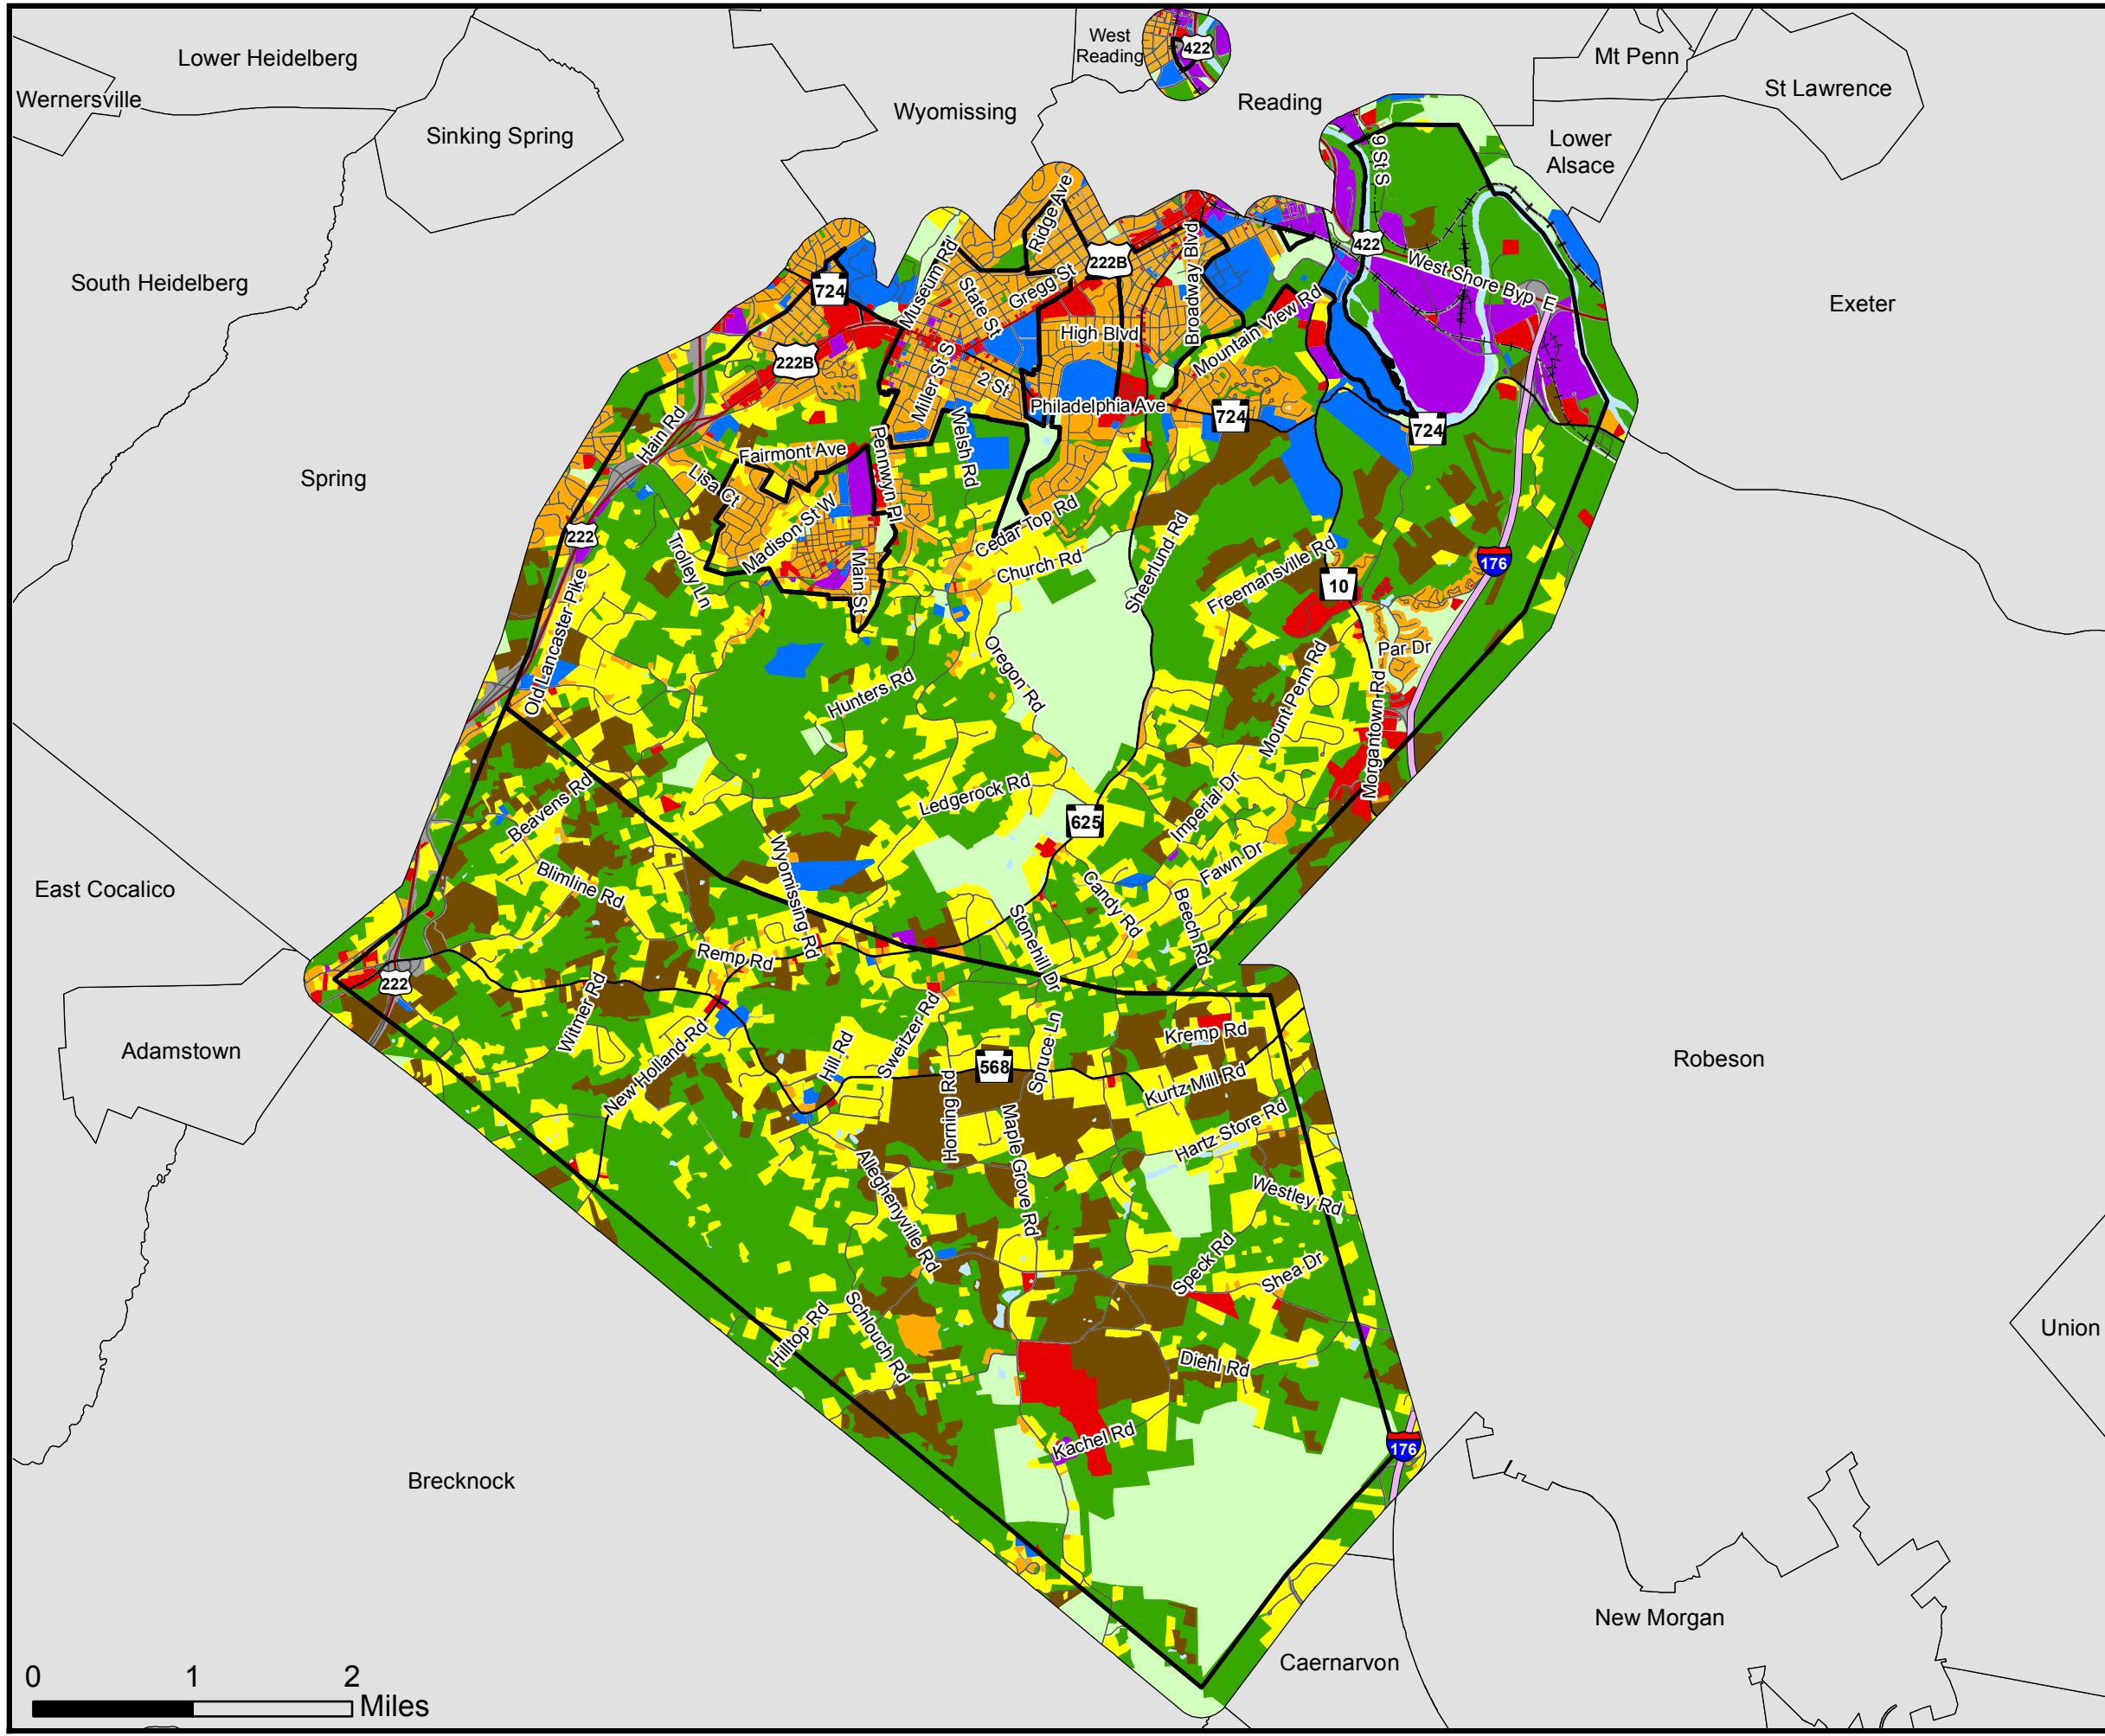 Lower Heidelberg
Wernersville
Sinking Spring
Wyomissing
West
Reading
422
Reading
Mt Penn
St Lawrence
Lower
Alsace
South Heidelberg
Exeter
Spring
9 St S
422
West Shore Byp E
Ridge Ave
222B
Broadway Blvd
Museum Rd
State St
Gregg St
724
High Blvd
Mountain View Rd
222B
Miller St S
2 St
Philadelphia Ave
724
724
Hain Rd
Fairmont Ave
Pennwyn Pl
Welsh Rd
Lisa Ct
Madison St W
Cedar Top Rd
Church Rd
222
Trolley Ln
Main St
Sheerlund Rd
Freemansville Rd
10
176
Old Lancaster Pike
Oregon Rd
Hunters Rd
Par Dr
Mount Penn Rd
Morgantown Rd
Beavens Rd
Ledgerock Rd
625
Imperial Dr
Fawn Dr
East Cocalico
Blimline Rd
Wyomissing Rd
Candy Rd
Beech Rd
Stonehill Dr
Remp Rd
222
Witmer Rd
Adamstown
New Holland Rd
Hill Rd
Sweitzer Rd
568
Spruce Ln
Kremp Rd
Kurtz Mill Rd
Horning Rd
Maple Grove Rd
Hartz Store Rd
Robeson
Alleghenyville Rd
Westley Rd
Speck Rd
Shea Dr
Hilltop Rd
Schlouch Rd
Diehl Rd
Union
Kachel Rd
176
Brecknock
New Morgan
Caernarvon
0 1 2
Miles